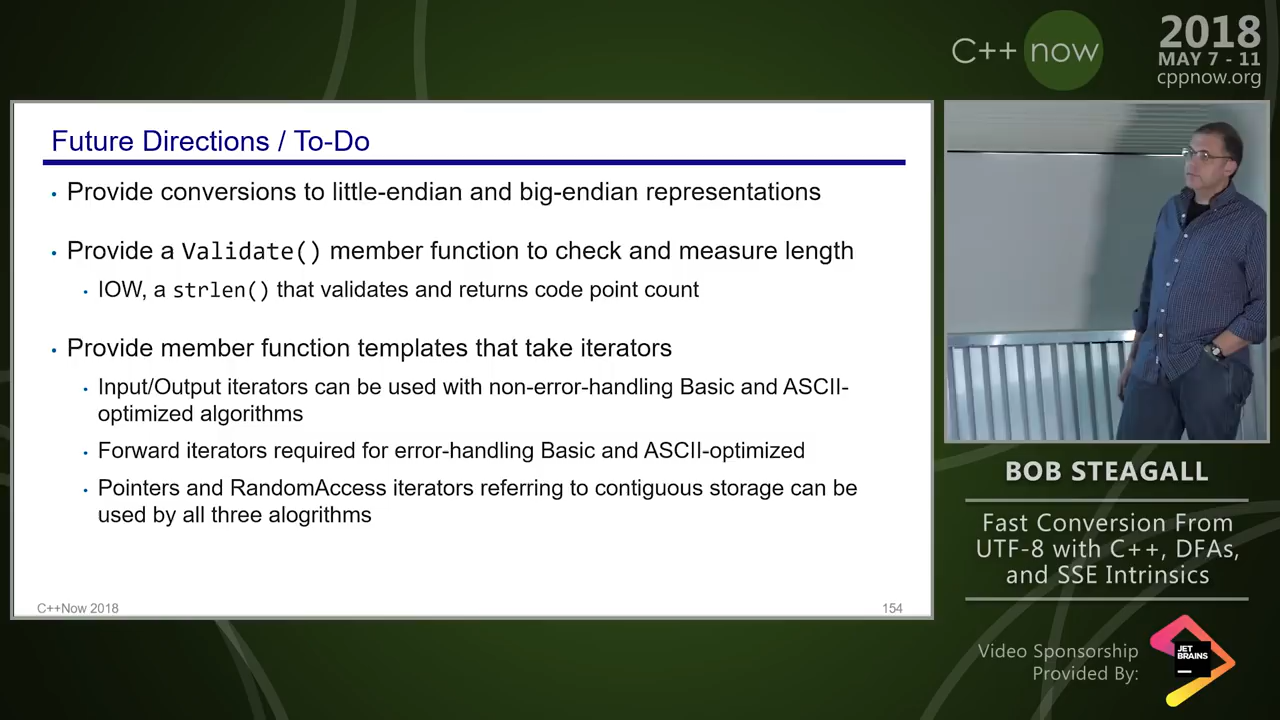 C++ now
2018
MAY 7 - 11
cppnow.org
Future Directions / To-Do
• Provide conversions to little-endian and big-endian representations
• Provide a Validate() member function to check and measure length
• IOW, a strlen() that validates and returns code point count
• Provide member function templates that take iterators
• Input/Output iterators can be used with non-error-handling Basic and ASCII-
optimized algorithms
• Forward iterators required for error-handling Basic and ASCII-optimized
• Pointers and RandomAccess iterators referring to contiguous storage can be
used by all three alogrithms
C++Now 2018
154
BOB STEAGALL
Fast Conversion From
UTF-8 with C++, DFAs,
and SSE Intrinsics
Video Sponsorship
Provided By:
JET
BRAINS